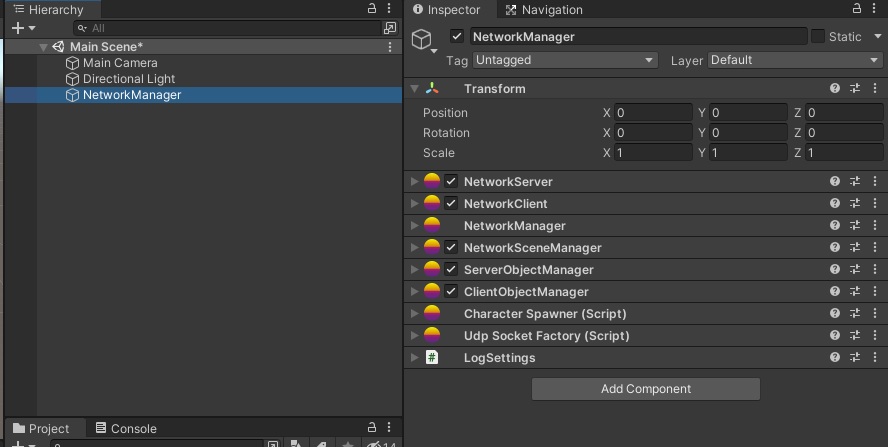 Hierarchy
All
Main Scene*
Main Camera
Directional Light
NetworkManager
Project
Console
14
Inspector
Navigation
NetworkManager
Static
Tag Untagged Layer Default
Transform
Position X 0 Y 0 Z 0
Rotation X 0 Y 0 Z 0
Scale X 1 Y 1 Z 1
NetworkServer
NetworkClient
NetworkManager
NetworkSceneManager
ServerObjectManager
ClientObjectManager
Character Spawner (Script)
Udp Socket Factory (Script)
# LogSettings
Add Component